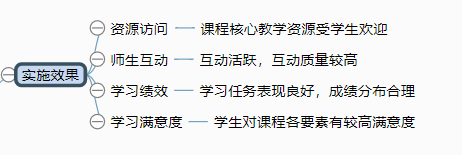 资源访问 课程核心教学资源受学生欢迎
师生互动 互动活跃，互动质量较高
实施效果
学习绩效 学习任务表现良好，成绩分布合理
学习满意度 学生对课程各要素有较高满意度